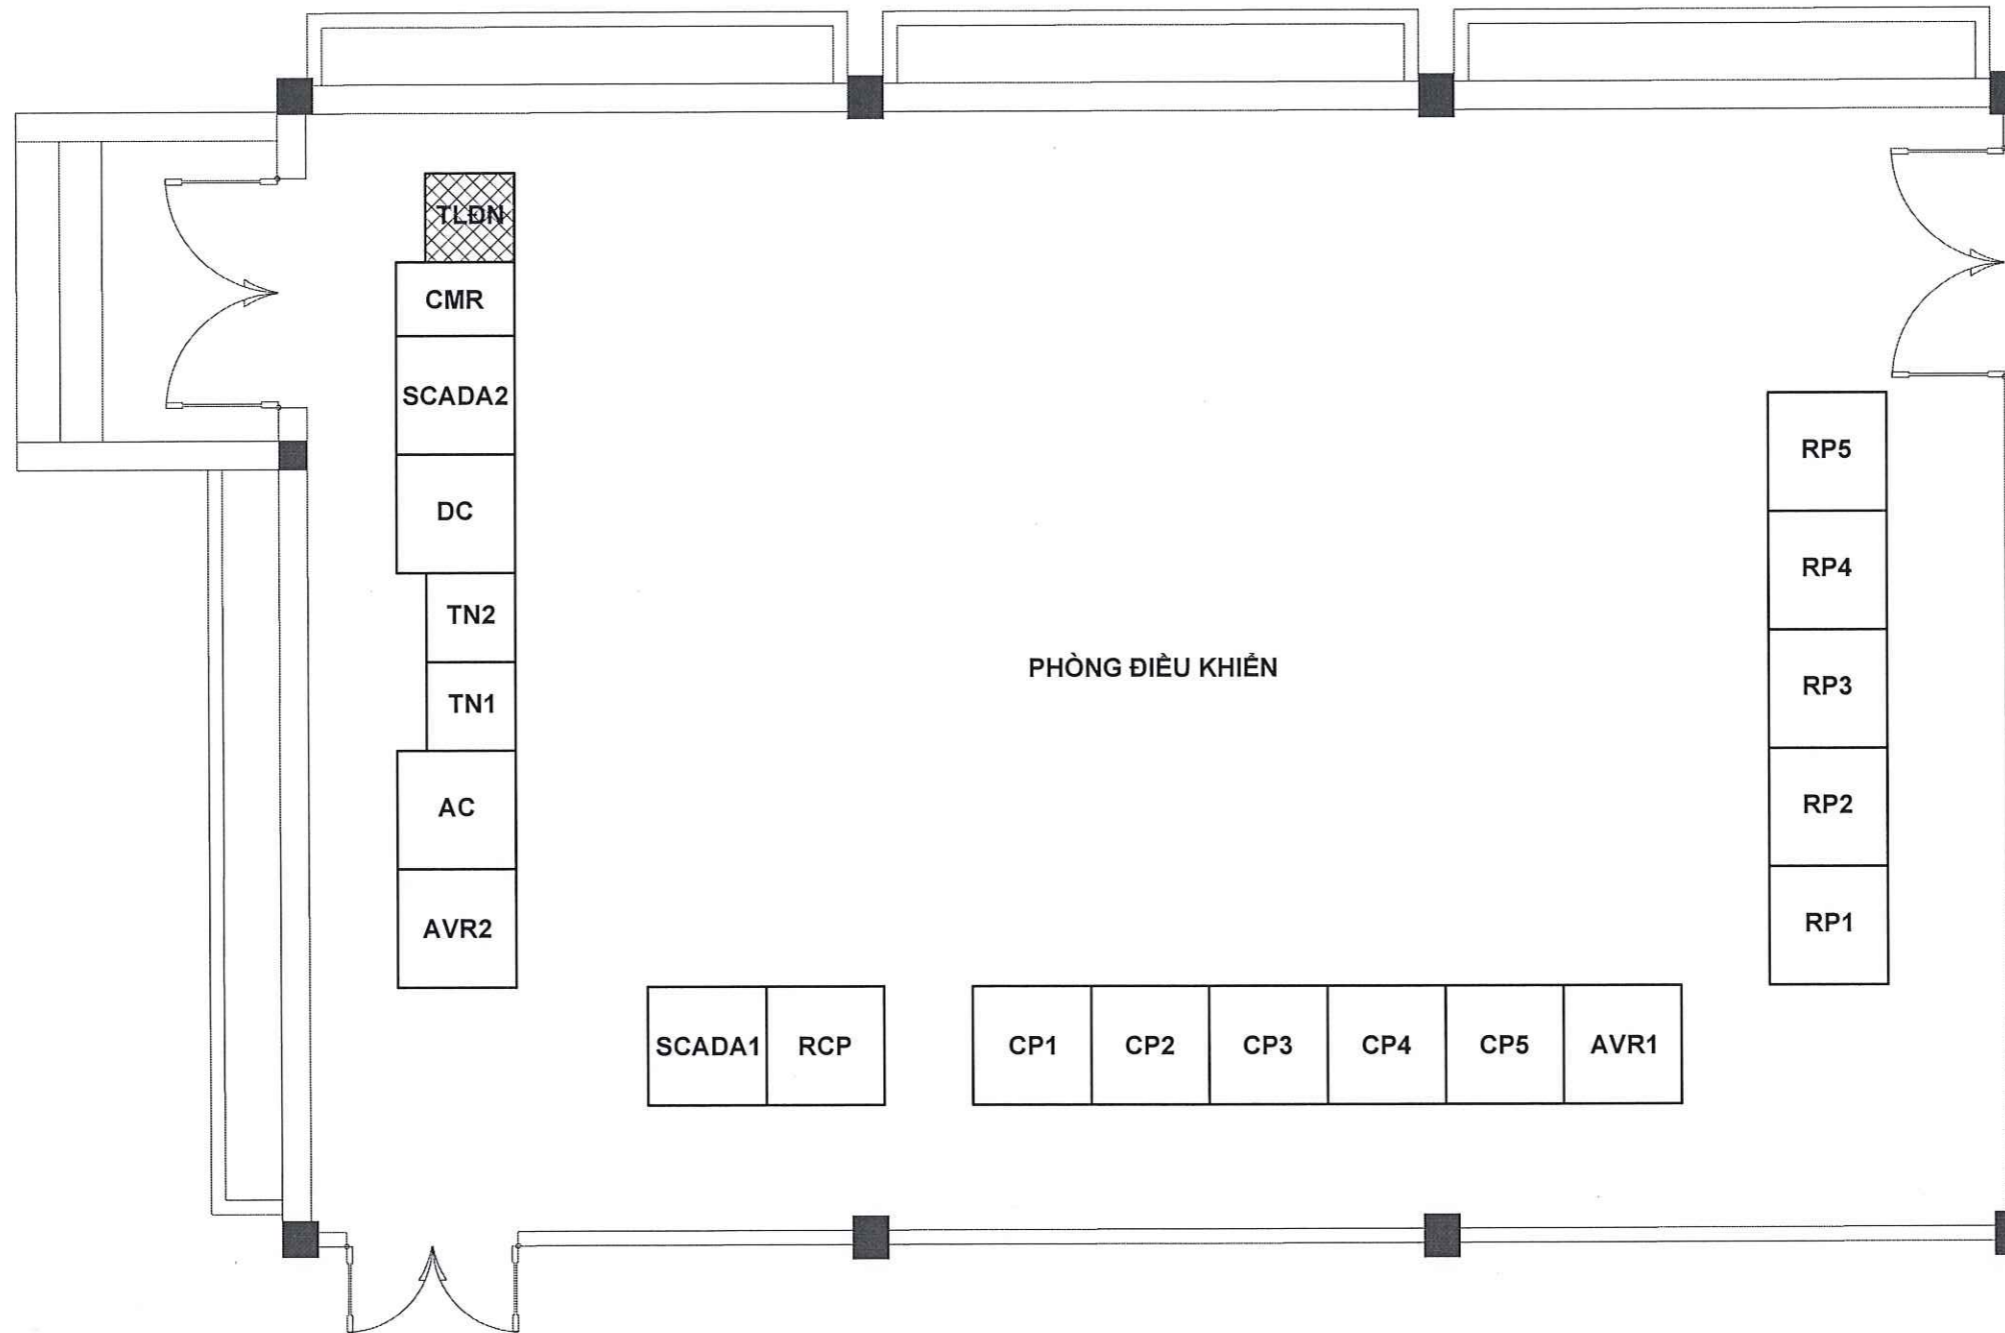 TLĐN
CMR
SCADA2
DC
TN2
TN1
AC
AVR2
PHÒNG ĐIỀU KHIỂN
RP5
RP4
RP3
RP2
RP1
SCADA1 RCP CP1 CP2 CP3 CP4 CP5 AVR1